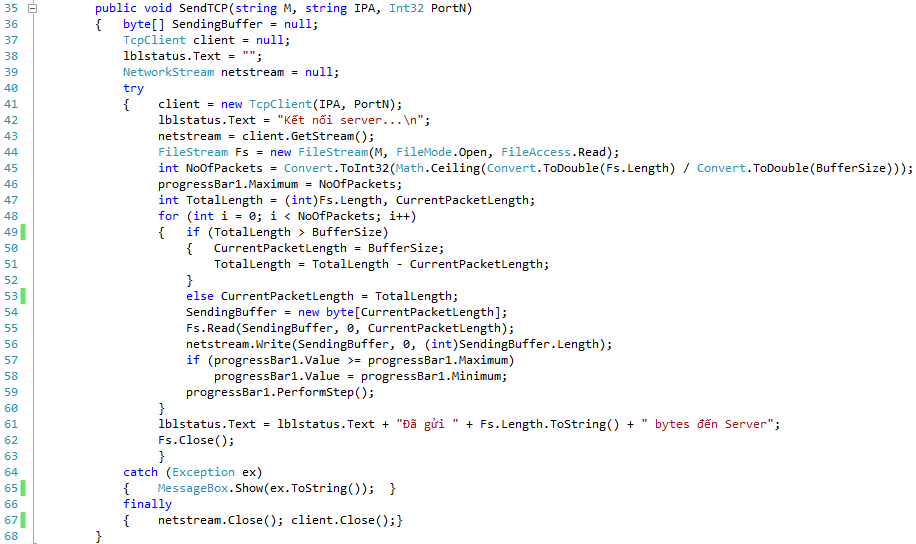 35 public void SendTCP(string M, string IPA, Int32 PortN)
36 { byte[] SendingBuffer = null;
37 TcpClient client = null;
38 lblstatus.Text = "";
39 NetworkStream netstream = null;
40 try
41 { client = new TcpClient(IPA, PortN);
42 lblstatus.Text = "Kết nối server...\n";
43 netstream = client.GetStream();
44 FileStream Fs = new FileStream(M, FileMode.Open, FileAccess.Read);
45 int NoOfPackets = Convert.ToInt32(Math.Ceiling(Convert.ToDouble(Fs.Length) / Convert.ToDouble(BufferSize)));
46 progressBar1.Maximum = NoOfPackets;
47 int TotalLength = (int)Fs.Length, CurrentPacketLength;
48 for (int i = 0; i < NoOfPackets; i++)
49 { if (TotalLength > BufferSize)
50 { CurrentPacketLength = BufferSize;
51 TotalLength = TotalLength - CurrentPacketLength;
52 }
53 else CurrentPacketLength = TotalLength;
54 SendingBuffer = new byte[CurrentPacketLength];
55 Fs.Read(SendingBuffer, 0, CurrentPacketLength);
56 netstream.Write(SendingBuffer, 0, (int)SendingBuffer.Length);
57 if (progressBar1.Value >= progressBar1.Maximum)
58 progressBar1.Value = progressBar1.Minimum;
59 progressBar1.PerformStep();
60 }
61 lblstatus.Text = lblstatus.Text + "Đã gửi " + Fs.Length.ToString() + " bytes đến Server";
62 Fs.Close();
63 }
64 catch (Exception ex)
65 { MessageBox.Show(ex.ToString()); }
66 finally
67 { netstream.Close(); client.Close();}
68 }